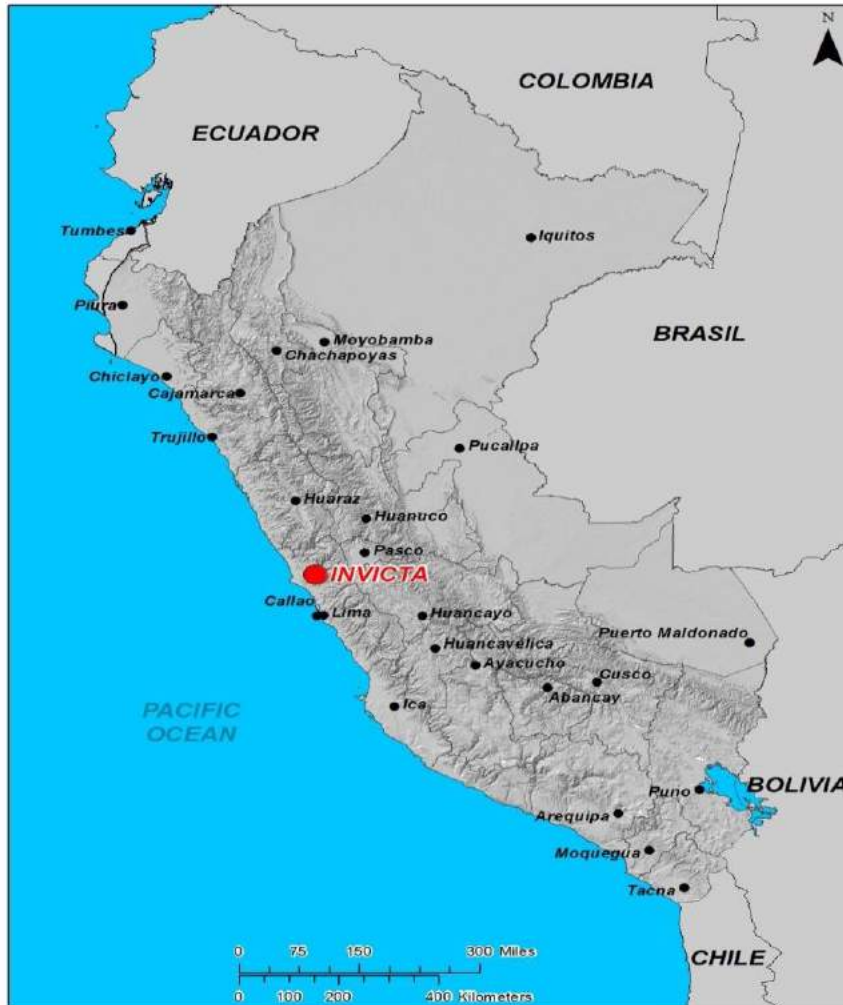 N
COLOMBIA
ECUADOR
Tumbes
Iquitos
Piura
BRASIL
Moyobamba
Chachapoyas
Chiclayo
Cajamarca
Trujillo
Pucallpa
Huaraz
Huanuco
Pasco
INVICTA
Callao
Lima
Huancayo
Puerto Maldonado
Huancavélica
Ayacucho
Cusco
Abancay
Ica
PACIFIC
OCEAN
Puno
BOLIVIA
Arequipa
Moquegua
Tacna
0 75 150 300 Miles
CHILE
0 100 200 400 Kilometers